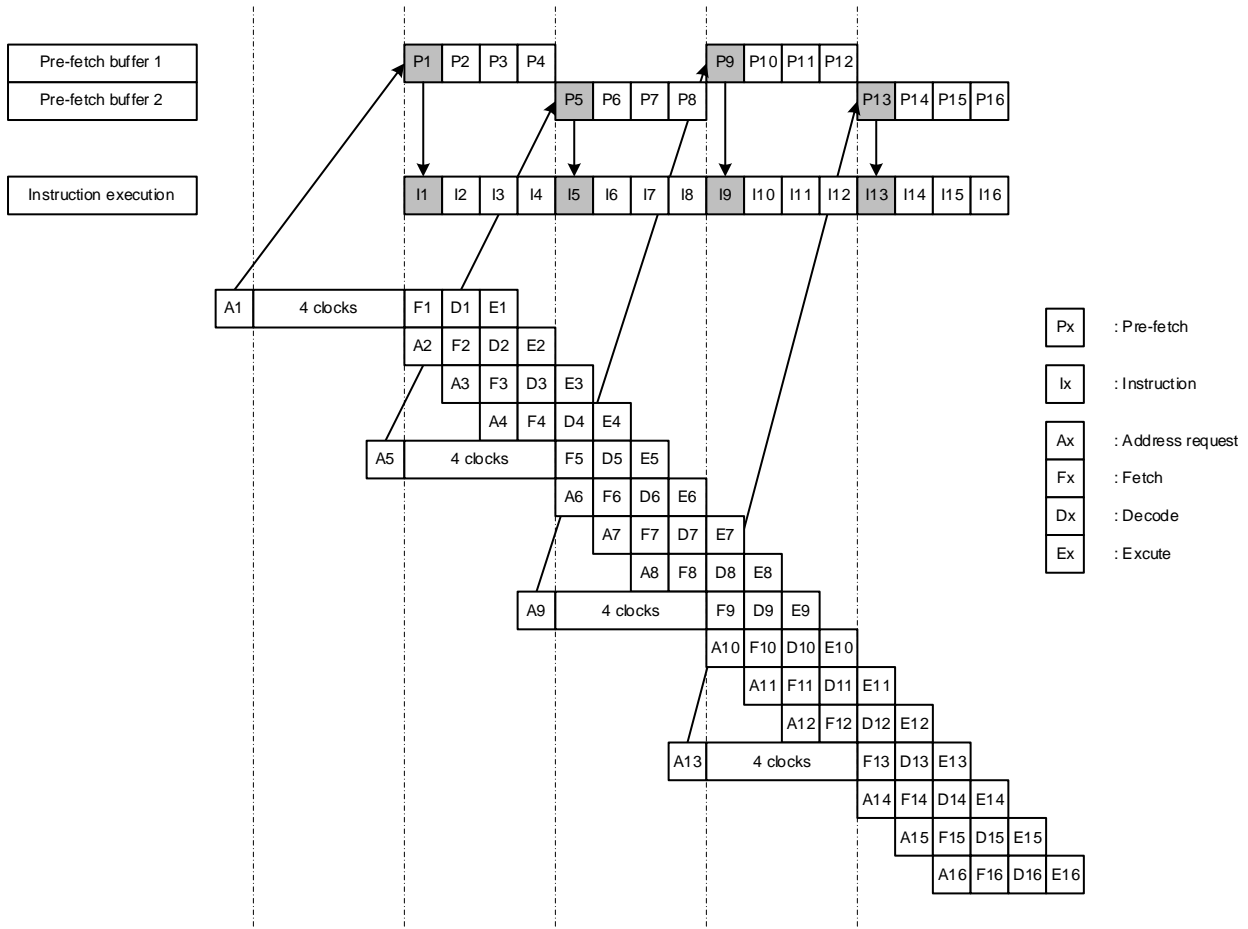 Pre-fetch buffer 1 P1 P2 P3 P4 P9 P10 P11 P12
Pre-fetch buffer 2 P5 P6 P7 P8 P13 P14 P15 P16
Instruction execution I1 I2 I3 I4 I5 I6 I7 I8 I9 I10 I11 I12 I13 I14 I15 I16
A1 4 clocks F1 D1 E1
A2 F2 D2 E2
A3 F3 D3 E3
A4 F4 D4 E4
A5 4 clocks F5 D5 E5
A6 F6 D6 E6
A7 F7 D7 E7
A8 F8 D8 E8
A9 4 clocks F9 D9 E9
A10 F10 D10 E10
A11 F11 D11 E11
A12 F12 D12 E12
A13 4 clocks F13 D13 E13
A14 F14 D14 E14
A15 F15 D15 E15
A16 F16 D16 E16
Px : Pre-fetch
Ix : Instruction
Ax : Address request
Fx : Fetch
Dx : Decode
Ex : Excute